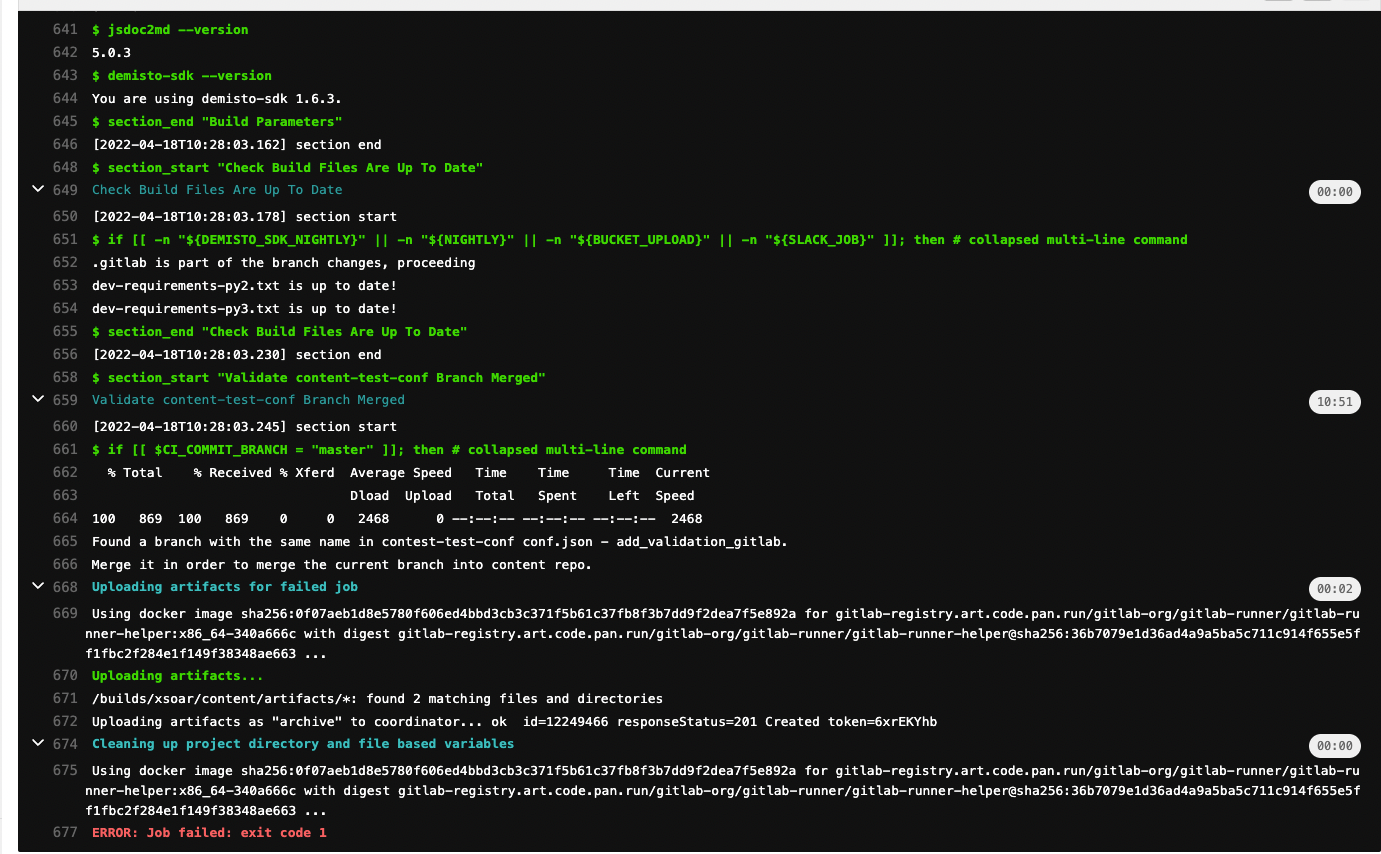 641 $ jsdoc2md --version
642 5.0.3
643 $ demisto-sdk --version
644 You are using demisto-sdk 1.6.3.
645 $ section_end "Build Parameters"
646 [2022-04-18T10:28:03.162] section end
648 $ section_start "Check Build Files Are Up To Date"
649 Check Build Files Are Up To Date 00:00
650 [2022-04-18T10:28:03.178] section start
651 $ if [[ -n "${DEMISTO_SDK_NIGHTLY}" || -n "${NIGHTLY}" || -n "${BUCKET_UPLOAD}" || -n "${SLACK_JOB}" ]]; then # collapsed multi-line command
652 .gitlab is part of the branch changes, proceeding
653 dev-requirements-py2.txt is up to date!
654 dev-requirements-py3.txt is up to date!
655 $ section_end "Check Build Files Are Up To Date"
656 [2022-04-18T10:28:03.230] section end
658 $ section_start "Validate content-test-conf Branch Merged"
659 Validate content-test-conf Branch Merged 10:51
660 [2022-04-18T10:28:03.245] section start
661 $ if [[ $CI_COMMIT_BRANCH = "master" ]]; then # collapsed multi-line command
662 % Total % Received % Xferd Average Speed Time Time Time Current
663 Dload Upload Total Spent Left Speed
664 100 869 100 869 0 0 2468 0 --:--:-- --:--:-- --:--:-- 2468
665 Found a branch with the same name in contest-test-conf conf.json - add_validation_gitlab.
666 Merge it in order to merge the current branch into content repo.
668 Uploading artifacts for failed job 00:02
669 Using docker image sha256:0f07aeb1d8e5780f606ed4bbd3cb3c371f5b61c37fb8f3b7dd9f2dea7f5e892a for gitlab-registry.art.code.pan.run/gitlab-org/gitlab-runner/gitlab-ru
nner-helper:x86_64-340a666c with digest gitlab-registry.art.code.pan.run/gitlab-org/gitlab-runner/gitlab-runner-helper@sha256:36b7079e1d36ad4a9a5ba5c711c914f655e5f
f1fbc2f284e1f149f38348ae663 ...
670 Uploading artifacts...
671 /builds/xsoar/content/artifacts/*: found 2 matching files and directories
672 Uploading artifacts as "archive" to coordinator... ok id=12249466 responseStatus=201 Created token=6xrEKYhb
674 Cleaning up project directory and file based variables 00:00
675 Using docker image sha256:0f07aeb1d8e5780f606ed4bbd3cb3c371f5b61c37fb8f3b7dd9f2dea7f5e892a for gitlab-registry.art.code.pan.run/gitlab-org/gitlab-runner/gitlab-ru
nner-helper:x86_64-340a666c with digest gitlab-registry.art.code.pan.run/gitlab-org/gitlab-runner/gitlab-runner-helper@sha256:36b7079e1d36ad4a9a5ba5c711c914f655e5f
f1fbc2f284e1f149f38348ae663 ...
677 ERROR: Job failed: exit code 1